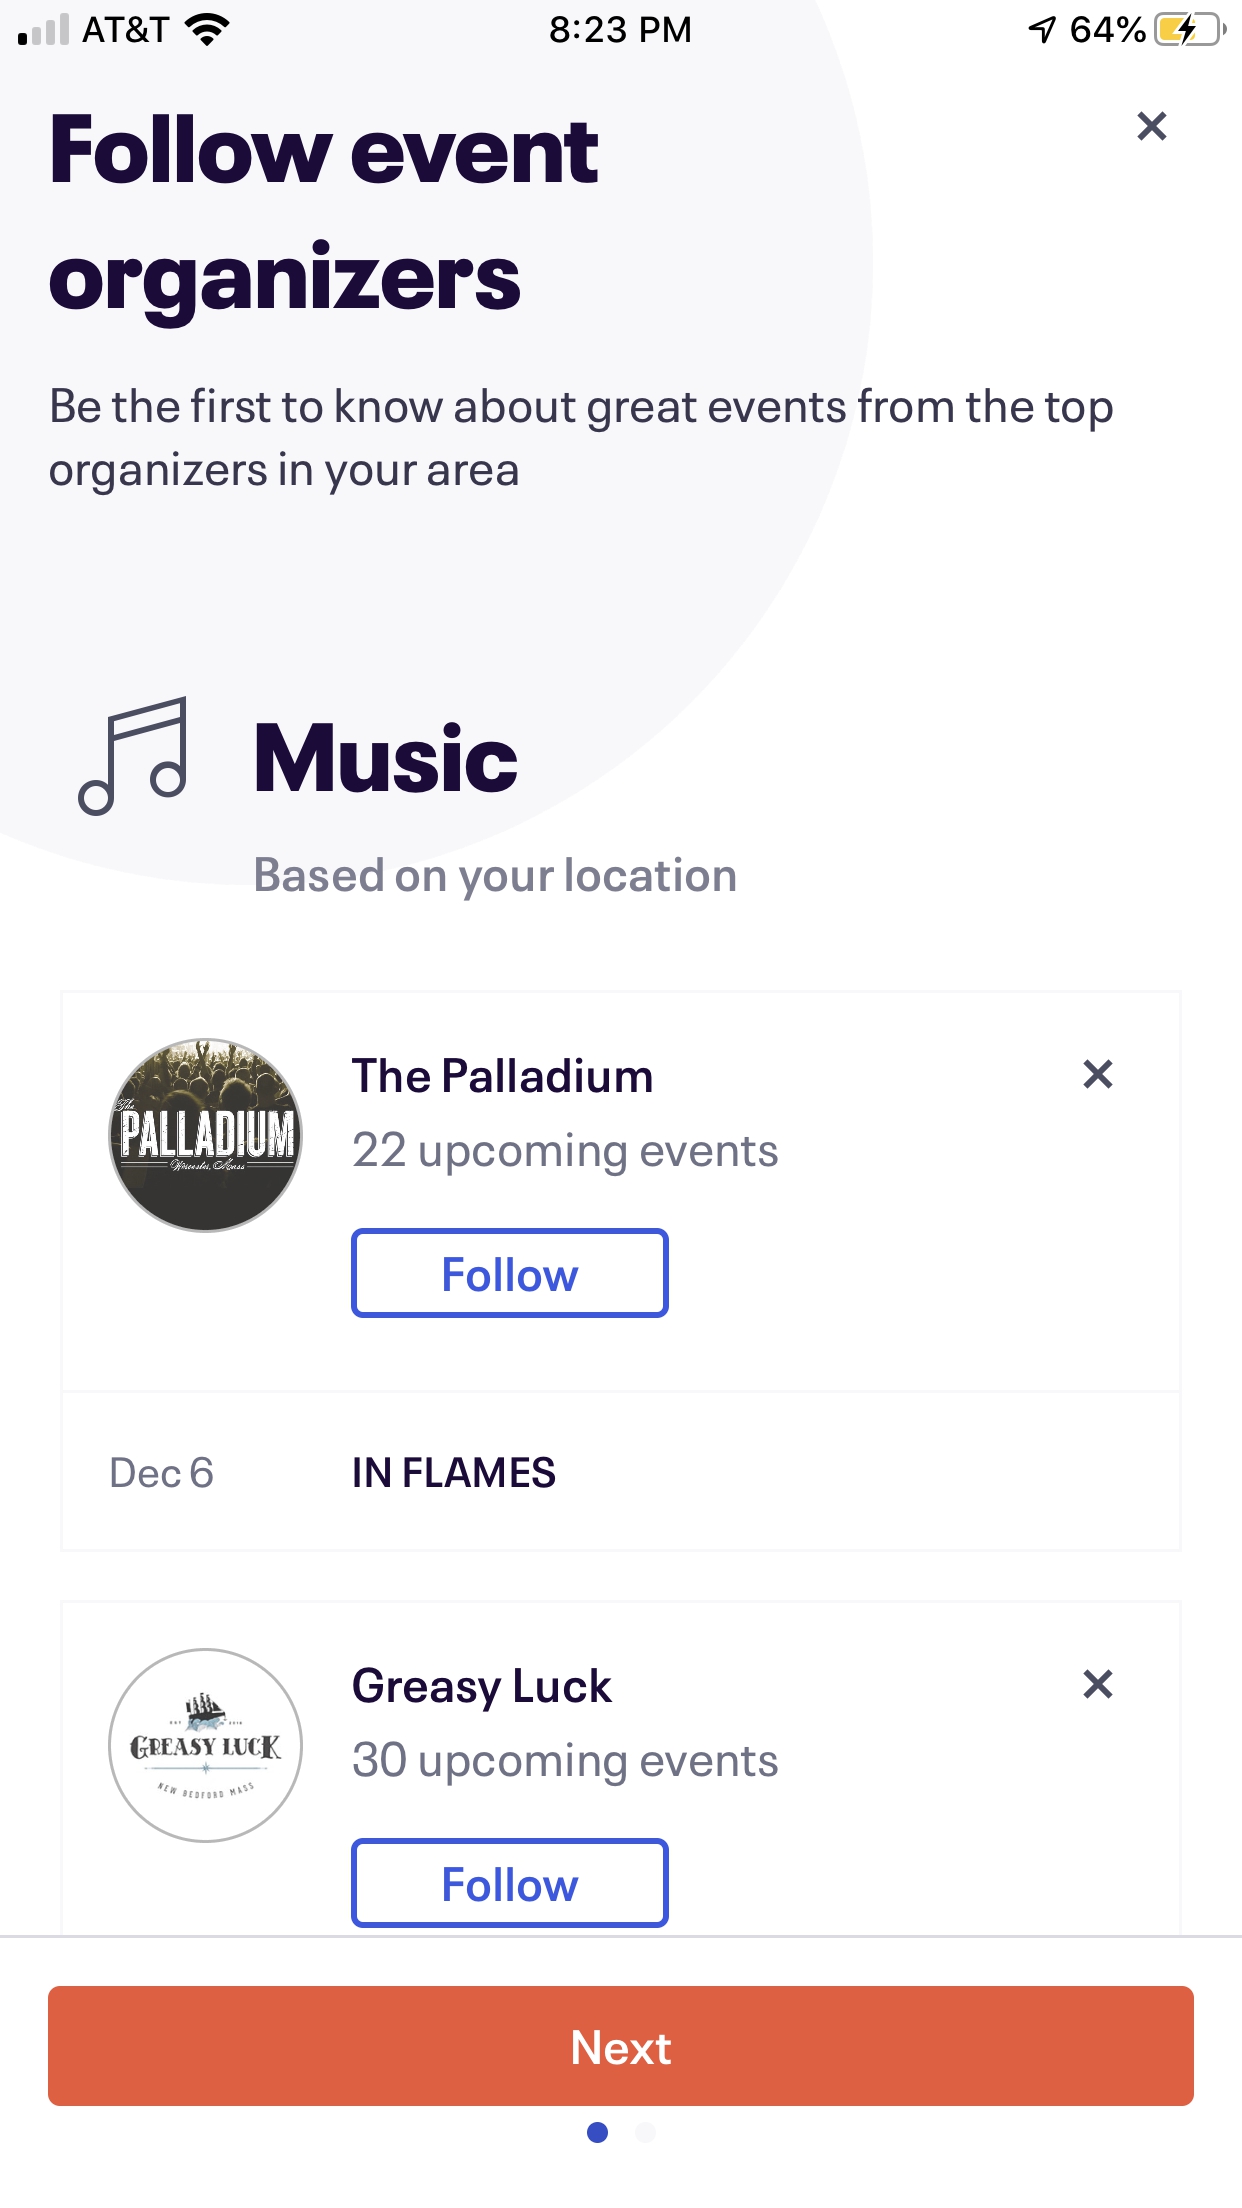 AT&T 8:23 PM 64%
Follow event
organizers
Be the first to know about great events from the top
organizers in your area
Music
Based on your location
The Palladium
22 upcoming events
The
PALLADIUM
Worcester, Mass
Follow
Dec 6 IN FLAMES
Greasy Luck
30 upcoming events
GREASY LUCK
NEW BEDFORD MASS
Follow
Next